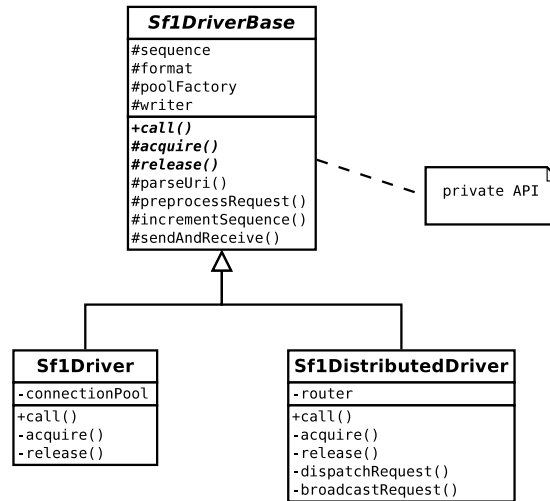 Sf1DriverBase
#sequence
#format
#poolFactory
#writer
+call()
#acquire()
#release()
#parseUri()
#preprocessRequest()
#incrementSequence()
#sendAndReceive()
private API
Sf1Driver
-connectionPool
+call()
-acquire()
-release()
Sf1DistributedDriver
-router
+call()
-acquire()
-release()
-dispatchRequest()
-broadcastRequest()